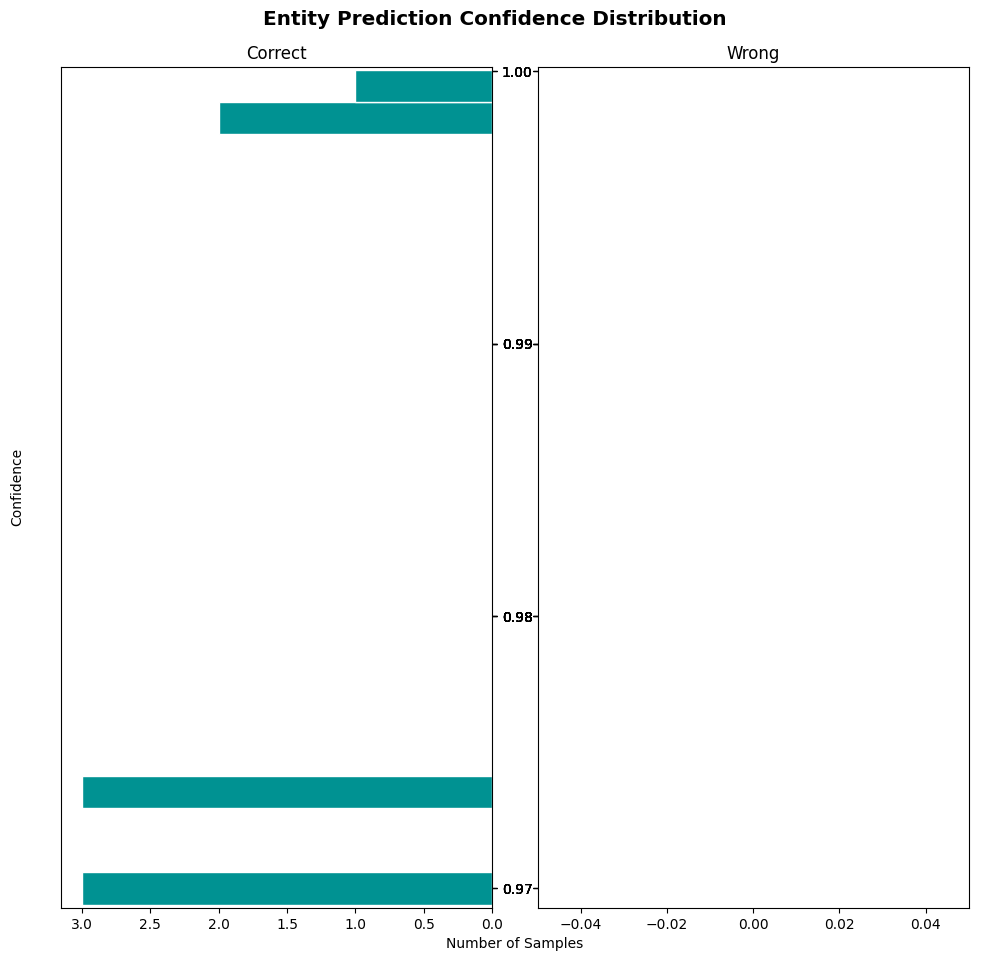 Entity Prediction Confidence Distribution
Correct
Wrong
1.00
0.99
0.98
0.97
Confidence
3.0 2.5 2.0 1.5 1.0 0.5 0.0
−0.04 −0.02 0.00 0.02 0.04
Number of Samples